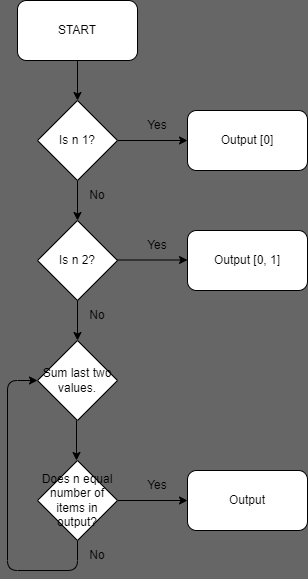 START
Is n 1?
Yes
Output [0]
No
Is n 2?
Yes
Output [0, 1]
No
Sum last two
values.
Does n equal
number of
items in
output?
Yes
Output
No